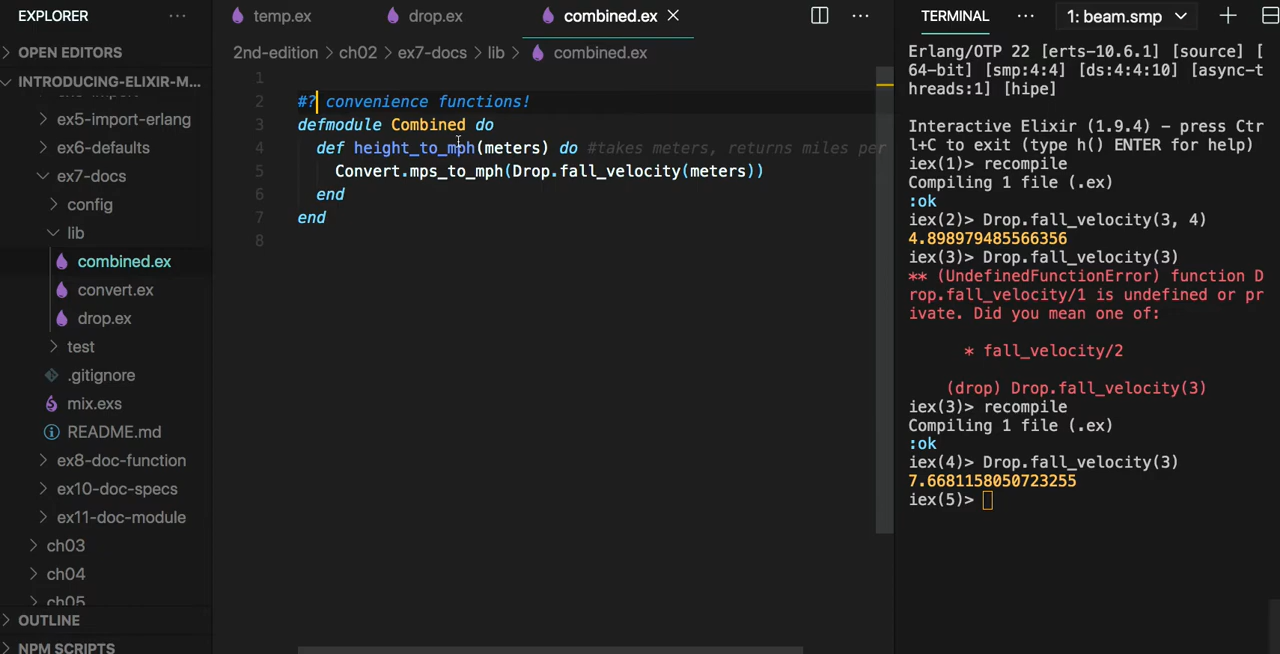 EXPLORER ...
OPEN EDITORS
INTRODUCING-ELIXIR-M...
ex5-import-erlang
ex6-defaults
ex7-docs
config
lib
combined.ex
convert.ex
drop.ex
test
.gitignore
mix.exs
README.md
ex8-doc-function
ex10-doc-specs
ex11-doc-module
ch03
ch04
ch05
OUTLINE
NPM SCRIPTS
temp.ex drop.ex combined.ex
2nd-edition > ch02 > ex7-docs > lib > combined.ex
1
2 #? convenience functions!
3 defmodule Combined do
4 def height_to_mph(meters) do #takes meters, returns miles per
5 Convert.mps_to_mph(Drop.fall_velocity(meters))
6 end
7 end
8
TERMINAL ... 1: beam.smp
Erlang/OTP 22 [erts-10.6.1] [source] [
64-bit] [smp:4:4] [ds:4:4:10] [async-t
hreads:1] [hipe]
Interactive Elixir (1.9.4) - press Ctr
l+C to exit (type h() ENTER for help)
iex(1)> recompile
Compiling 1 file (.ex)
:ok
iex(2)> Drop.fall_velocity(3, 4)
4.898979485566356
iex(3)> Drop.fall_velocity(3)
** (UndefinedFunctionError) function D
rop.fall_velocity/1 is undefined or pr
ivate. Did you mean one of:
* fall_velocity/2
(drop) Drop.fall_velocity(3)
iex(3)> recompile
Compiling 1 file (.ex)
:ok
iex(4)> Drop.fall_velocity(3)
7.6681158050723255
iex(5)>